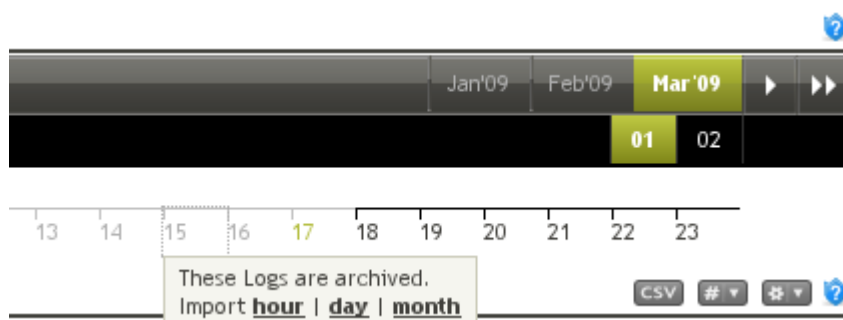 ?
Jan'09 Feb'09 Mar'09
01 02
13 14 15 16 17 18 19 20 21 22 23
These Logs are archived.
Import hour | day | month
CSV # ?